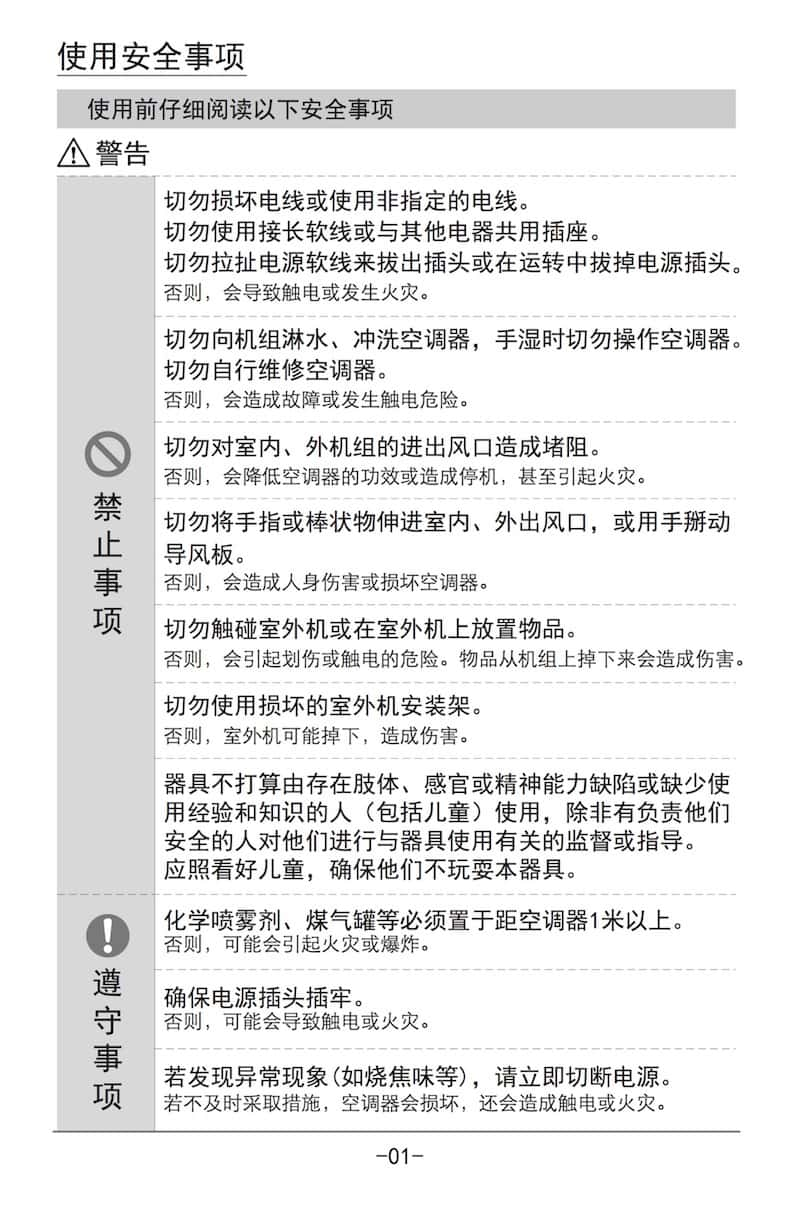 使用安全事项
使用前仔细阅读以下安全事项
警告
禁止事项
切勿损坏电线或使用非指定的电线。
切勿使用接长软线或与其他电器共用插座。
切勿拉扯电源软线来拔出插头或在运转中拔掉电源插头。
否则，会导致触电或发生火灾。
切勿向机组淋水、冲洗空调器，手湿时切勿操作空调器。
切勿自行维修空调器。
否则，会造成故障或发生触电危险。
切勿对室内、外机组的进出风口造成堵阻。
否则，会降低空调器的功效或造成停机，甚至引起火灾。
切勿将手指或棒状物伸进室内、外出风口，或用手掰动
导风板。
否则，会造成人身伤害或损坏空调器。
切勿触碰室外机或在室外机上放置物品。
否则，会引起划伤或触电的危险。物品从机组上掉下来会造成伤害。
切勿使用损坏的室外机安装架。
否则，室外机可能掉下，造成伤害。
器具不打算由存在肢体、感官或精神能力缺陷或缺少使
用经验和知识的人（包括儿童）使用，除非有负责他们
安全的人对他们进行与器具使用有关的监督或指导。
应照看好儿童，确保他们不玩耍本器具。
遵守事项
化学喷雾剂、煤气罐等必须置于距空调器1米以上。
否则，可能会引起火灾或爆炸。
确保电源插头插牢。
否则，可能会导致触电或火灾。
若发现异常现象(如烧焦味等)，请立即切断电源。
若不及时采取措施，空调器会损坏，还会造成触电或火灾。
-01-